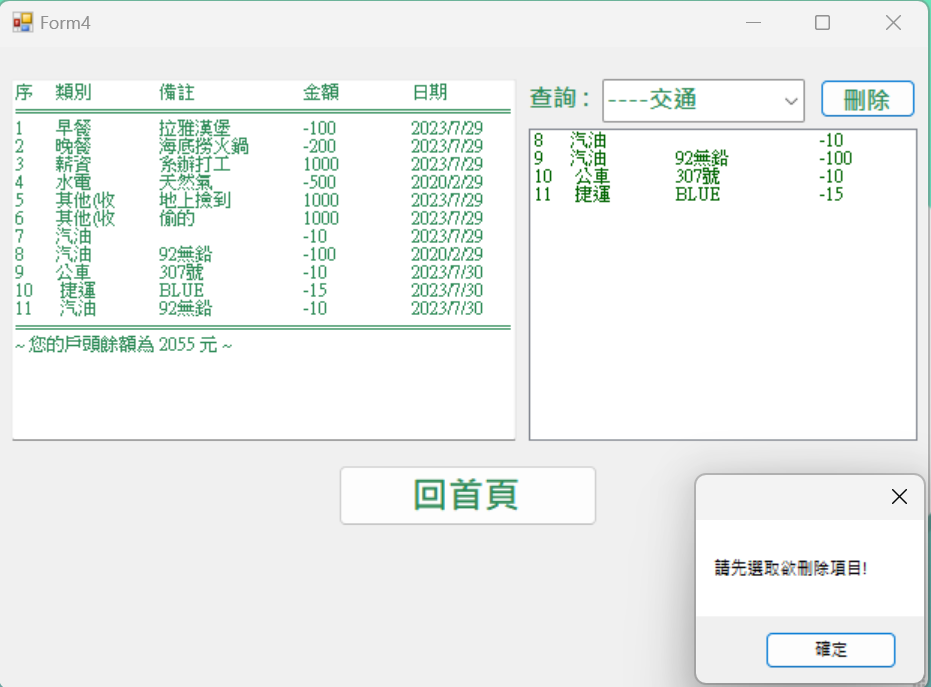 Form4
序 類別 備註 金額 日期
1 早餐 拉雅漢堡 -100 2023/7/29
2 晚餐 海底撈火鍋 -200 2023/7/29
3 薪資 系辦打工 1000 2023/7/29
4 水電 天然氣 -500 2020/2/29
5 其他(收 地上撿到 1000 2023/7/29
6 其他(收 偷的 1000 2023/7/29
7 汽油 -10 2023/7/29
8 汽油 92無鉛 -100 2020/2/29
9 公車 307號 -10 2023/7/30
10 捷運 BLUE -15 2023/7/30
11 汽油 92無鉛 -10 2023/7/30
~ 您的戶頭餘額為 2055 元 ~
查詢： ----交通 刪除
8 汽油 -10
9 汽油 92無鉛 -100
10 公車 307號 -10
11 捷運 BLUE -15
回首頁
請先選取欲刪除項目!
確定